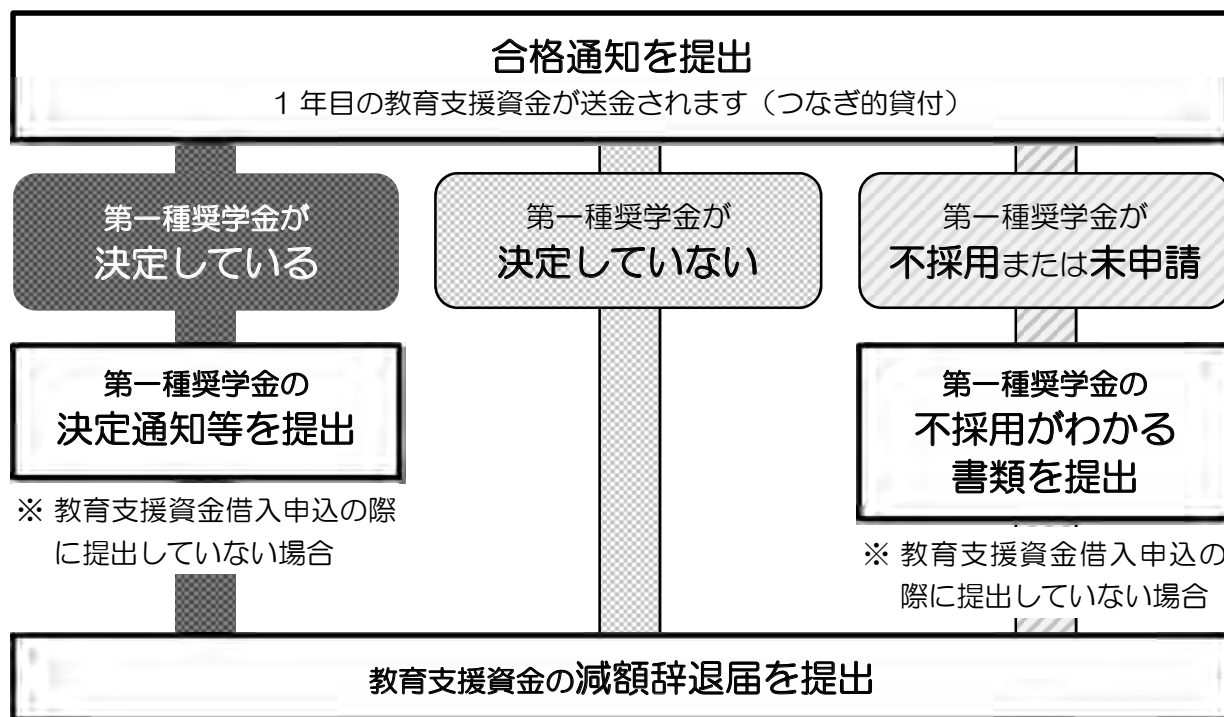 合格通知を提出
1年目の教育支援資金が送金されます（つなぎ的貸付）
第一種奨学金が
決定している
第一種奨学金が
決定していない
第一種奨学金が
不採用または未申請
第一種奨学金の
決定通知等を提出
※ 教育支援資金借入申込の際
に提出していない場合
第一種奨学金の
不採用がわかる
書類を提出
※ 教育支援資金借入申込の
際に提出していない場合
教育支援資金の減額辞退届を提出